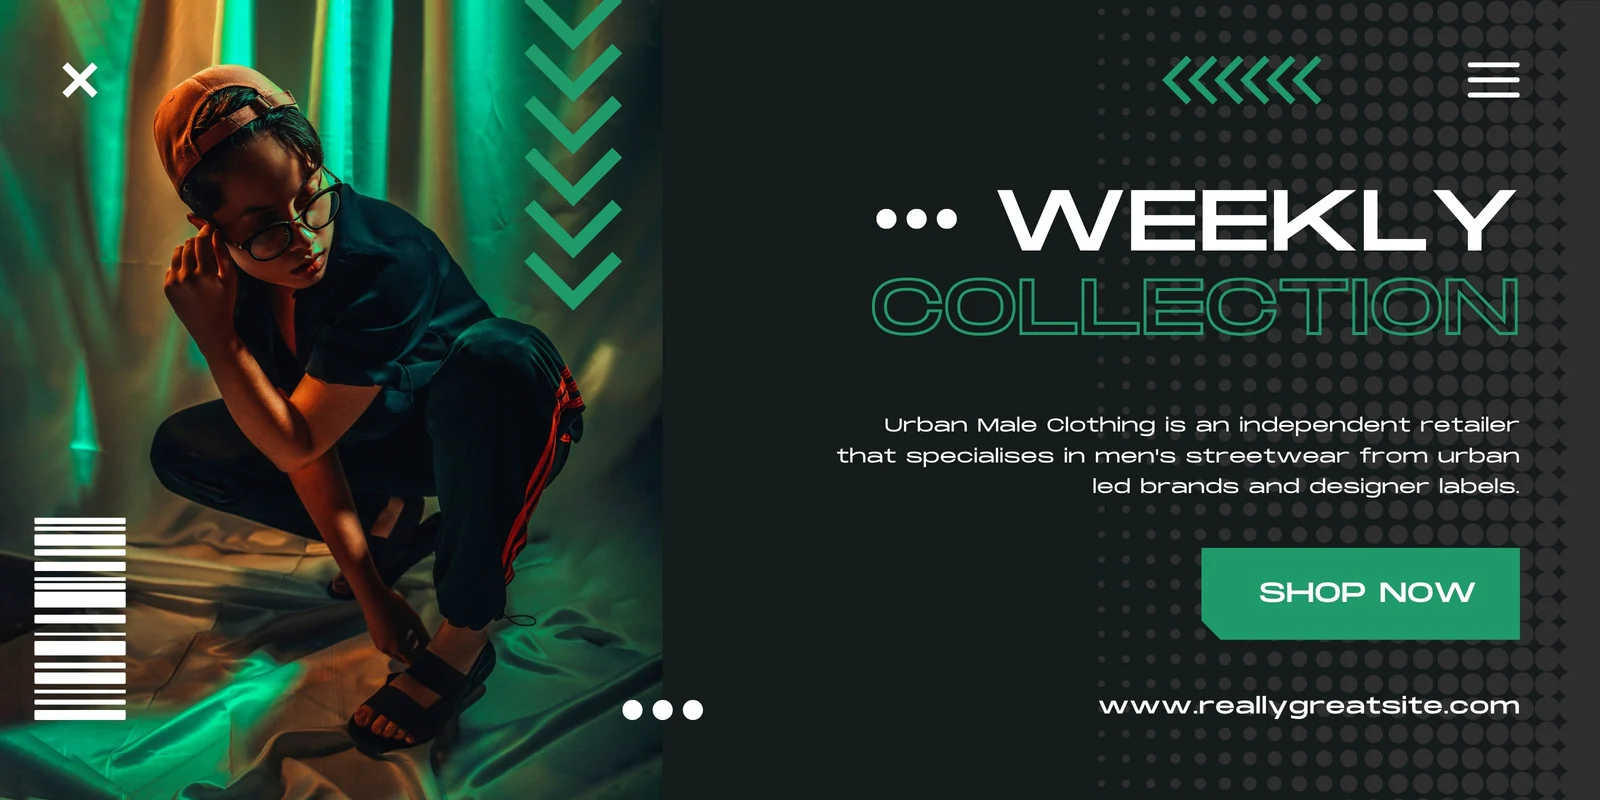 WEEKLY
COLLECTION
Urban Male Clothing is an independent retailer
that specialises in men's streetwear from urban
led brands and designer labels.
SHOP NOW
www.reallygreatsite.com